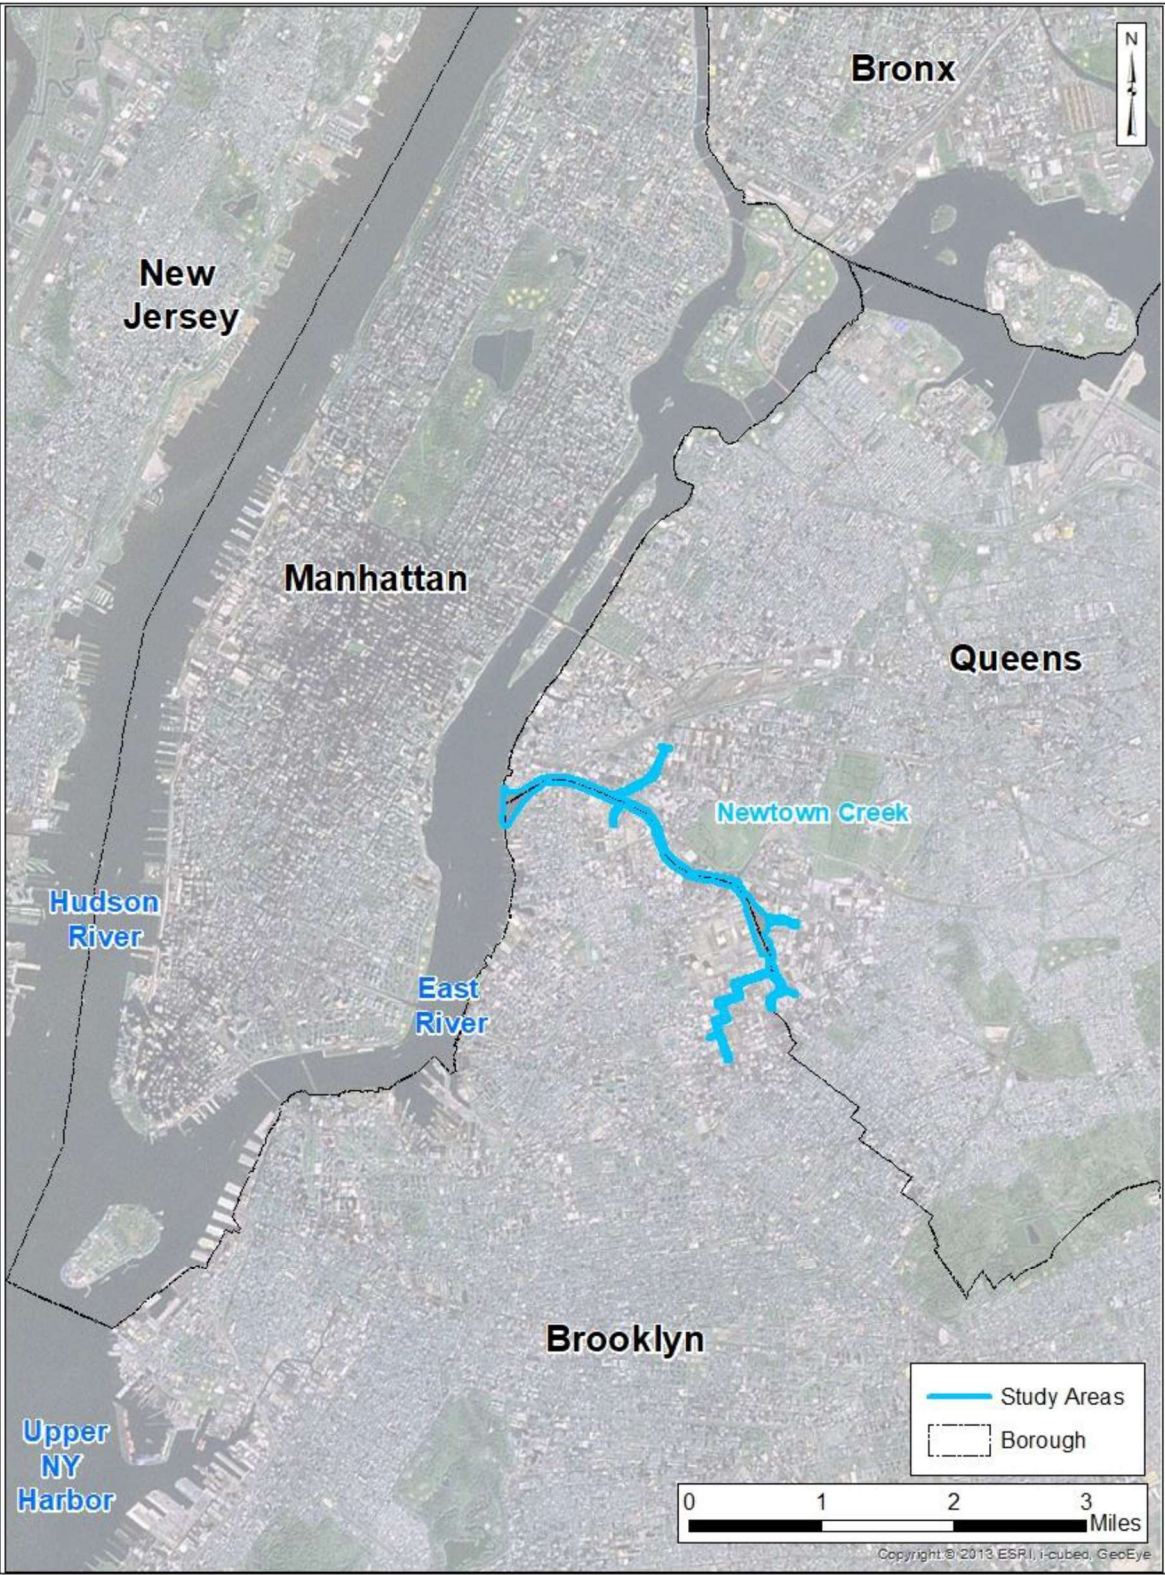 N
Bronx
New
Jersey
Manhattan
Queens
Newtown Creek
Hudson
River
East
River
Brooklyn
Upper
NY
Harbor
Study Areas
Borough
0 1 2 3
Miles
Copyright:© 2013 ESRI, i-cubed, GeoEye